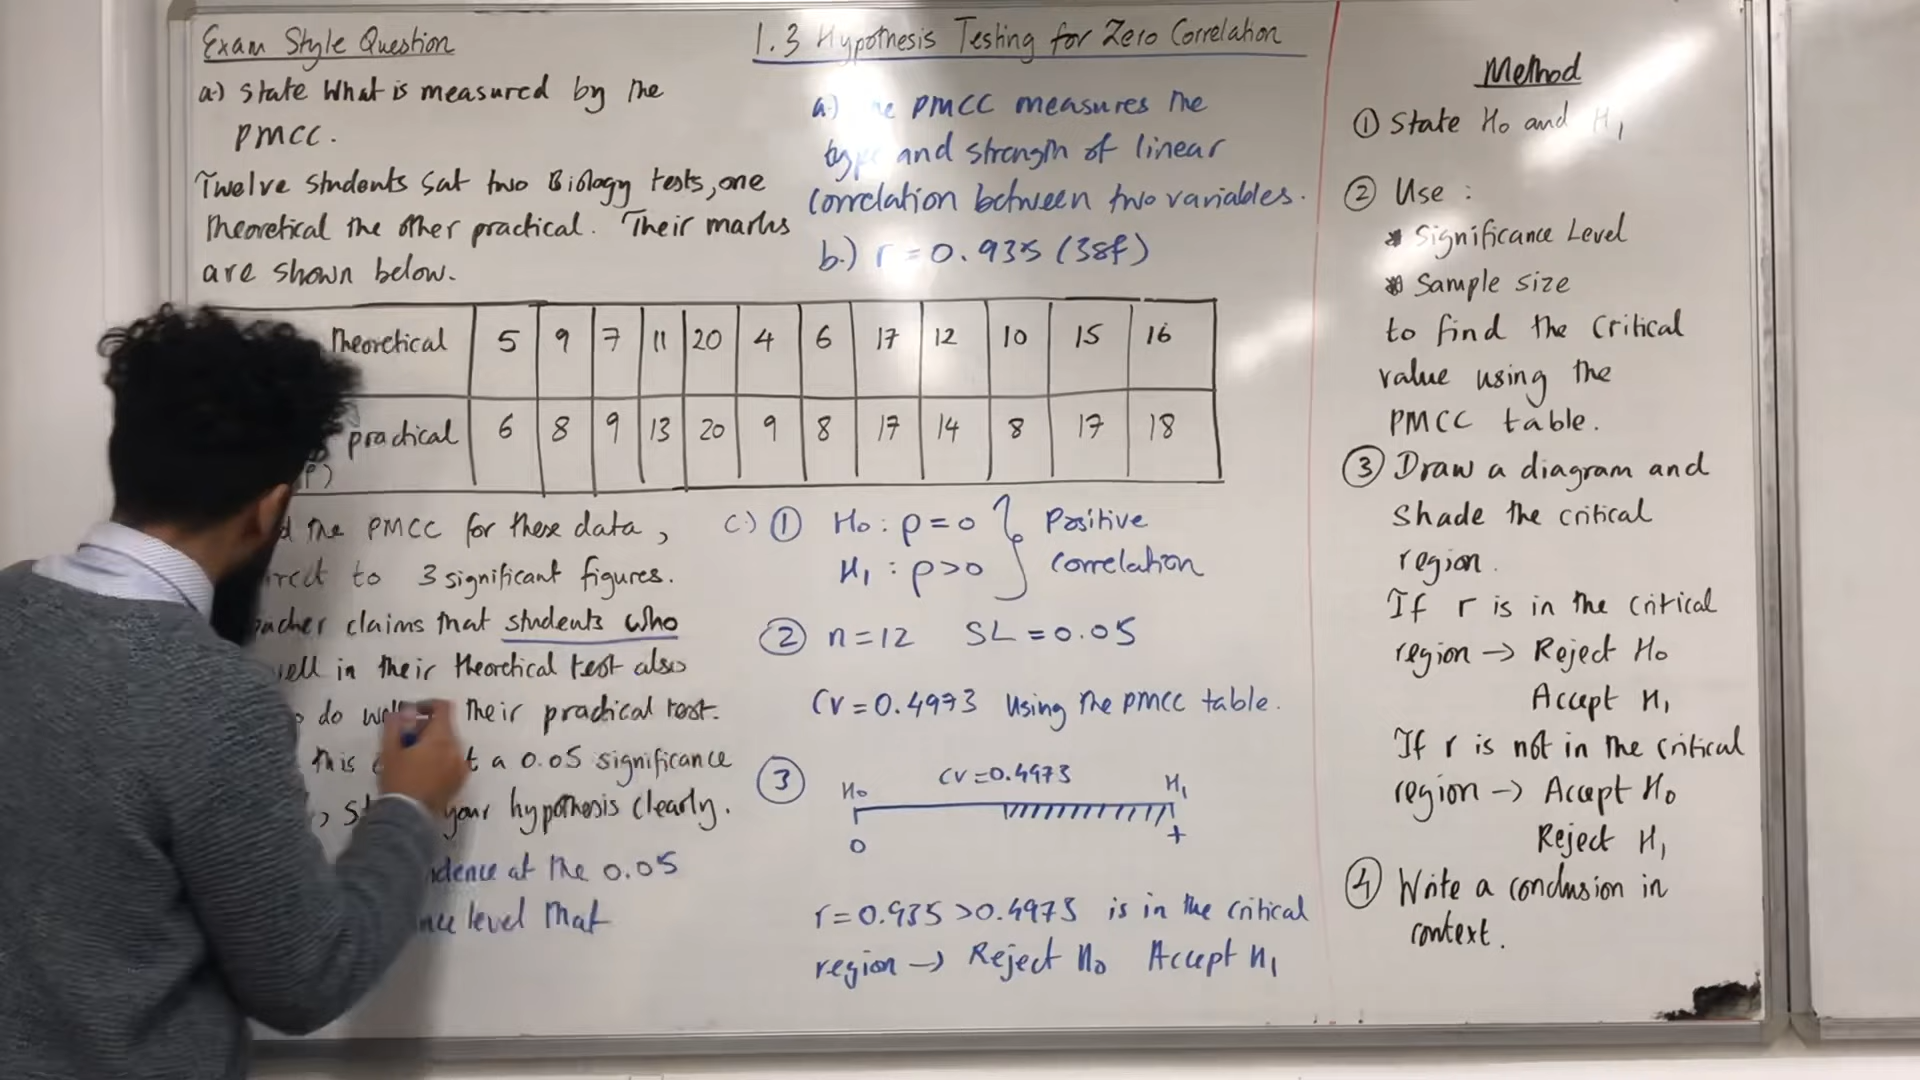 Exam Style Question
a.) State What is measured by the
PMCC.
Twelve students sat two Biology tests, one
theoretical the other practical. Their marks
are shown below.
Theoretical 5 9 7 11 20 4 6 17 12 10 15 16
practical 6 8 9 13 20 9 8 17 14 8 17 18
the PMCC for these data,
to 3 significant figures.
claims that students who
in their theoretical test also
do their practical test.
this a 0.05 significance
your hypothesis clearly.
at the 0.05
level that
1.3 Hypothesis Testing for Zero Correlation
a.) PMCC measures the
type and strength of linear
correlation between two variables.
b.) r = 0.935 (3sf)
c.) ① H₀ : ρ = 0 } Positive
H₁ : ρ > 0 correlation
② n = 12 SL = 0.05
CV = 0.4973 Using the PMCC table.
③ H₀ CV = 0.4973 H₁
0 +
r = 0.935 > 0.4973 is in the critical
region → Reject H₀ Accept H₁
Method
① State H₀ and H₁
② Use :
* Significance Level
* Sample size
to find the critical
value using the
PMCC table.
③ Draw a diagram and
Shade the critical
region.
If r is in the critical
region → Reject H₀
Accept H₁
If r is not in the critical
region → Accept H₀
Reject H₁
④ Write a conclusion in
context.